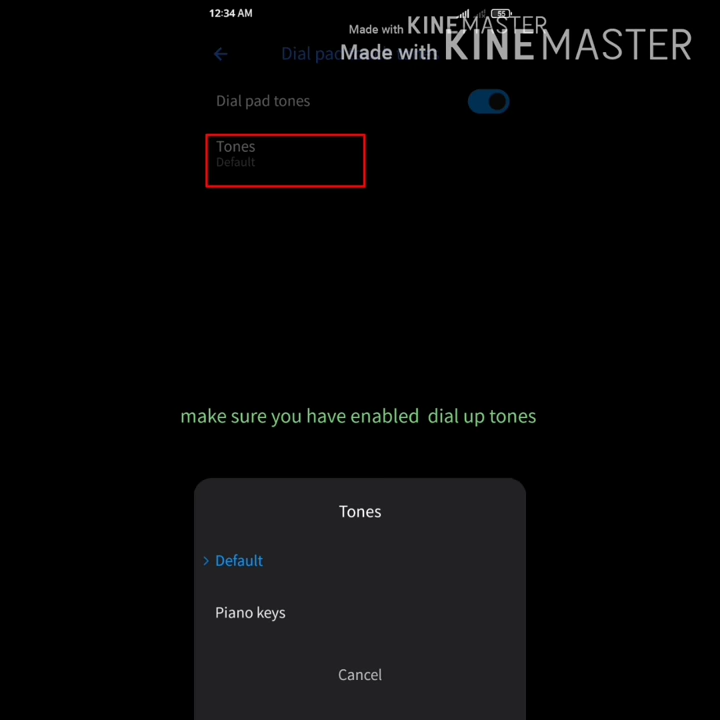 12:34 AM
55
Made with KINEMASTER
Made with KINEMASTER
Dial pad
Dial pad tones
Tones
Default
make sure you have enabled dial up tones
Tones
Default
Piano keys
Cancel